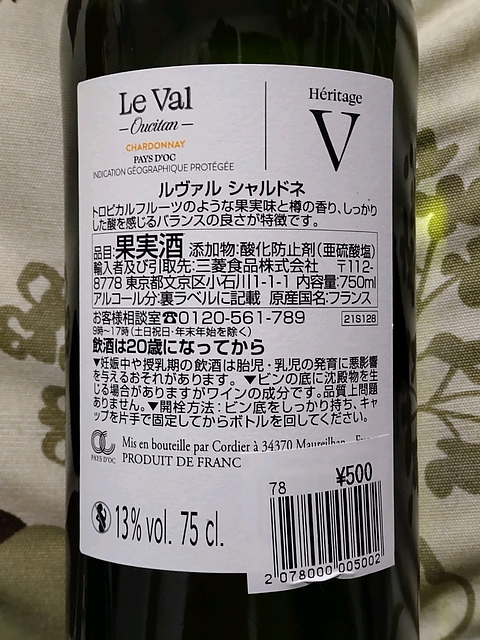 Le Val
Oucitan
CHARDONNAY
PAYS D'OC
INDICATION GÉOGRAPHIQUE PROTÉGÉE
Héritage
V
ルヴァル シャルドネ
トロピカルフルーツのような果実味と樽の香り、しっかり
した酸を感じるバランスの良さが特徴です。
品目:果実酒 添加物:酸化防止剤(亜硫酸塩)
輸入者及び引取先:三菱食品株式会社 〒112-
8778 東京都文京区小石川1-1-1 内容量:750ml
アルコール分:裏ラベルに記載 原産国名:フランス
お客様相談室☎0120-561-789
9時~17時(土日祝日・年末年始を除く)
21S128
飲酒は20歳になってから
▼妊娠中や授乳期の飲酒は胎児・乳児の発育に悪影響
を与えるおそれがあります。▼ビンの底に沈殿物を生
じる場合がありますがワインの成分です。品質上問題
ありません。▼開栓方法:ビン底をしっかり持ち、キャ
ップを片手で固定してからボトルを回してください。
PAYS D'OC
Mis en bouteille par Cordier à 34370 Maureilhan
PRODUIT DE FRANC
13% vol. 75 cl.
78
¥500
2 078000 005002